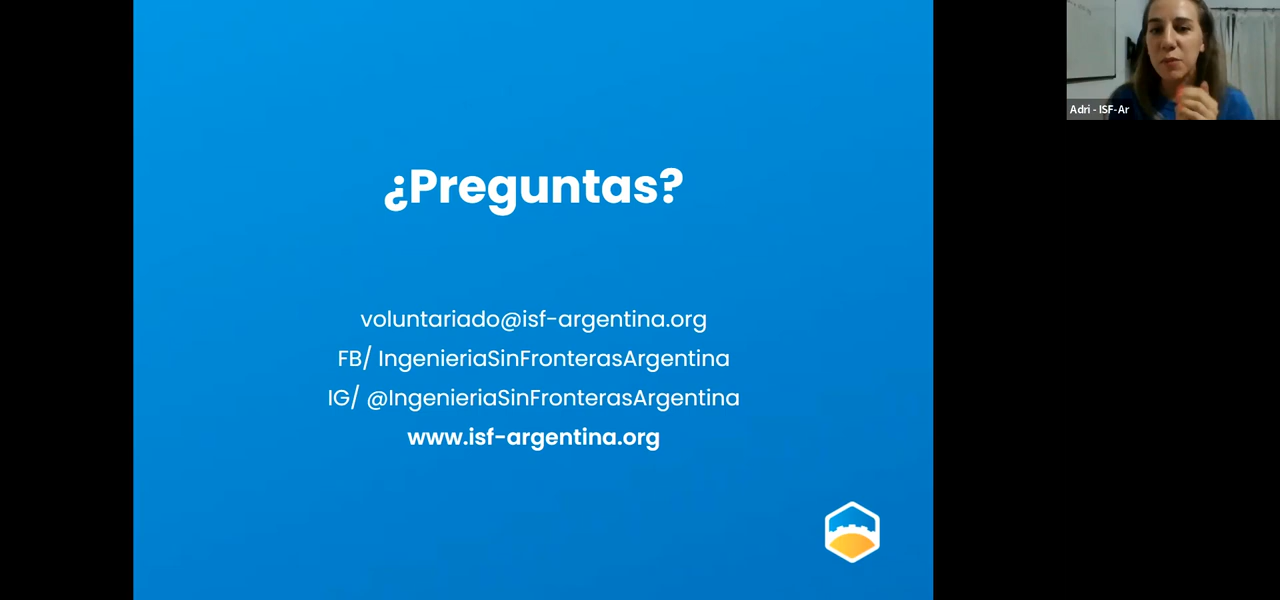 ¿Preguntas?
voluntariado@isf-argentina.org
FB/ IngenieriaSinFronterasArgentina
IG/ @IngenieriaSinFronterasArgentina
www.isf-argentina.org
Adri - ISF-Ar